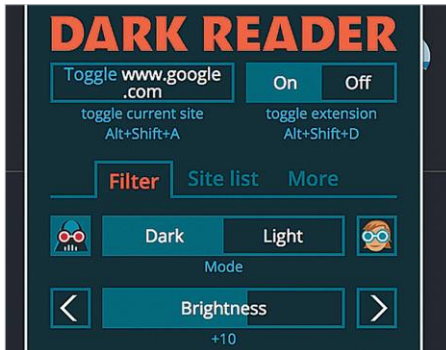 DARK READER
Toggle www.google
.com
On Off
toggle current site
toggle extension
Alt+Shift+A
Alt+Shift+D
Filter Site list More
Dark Light
Mode
< Brightness >
+10